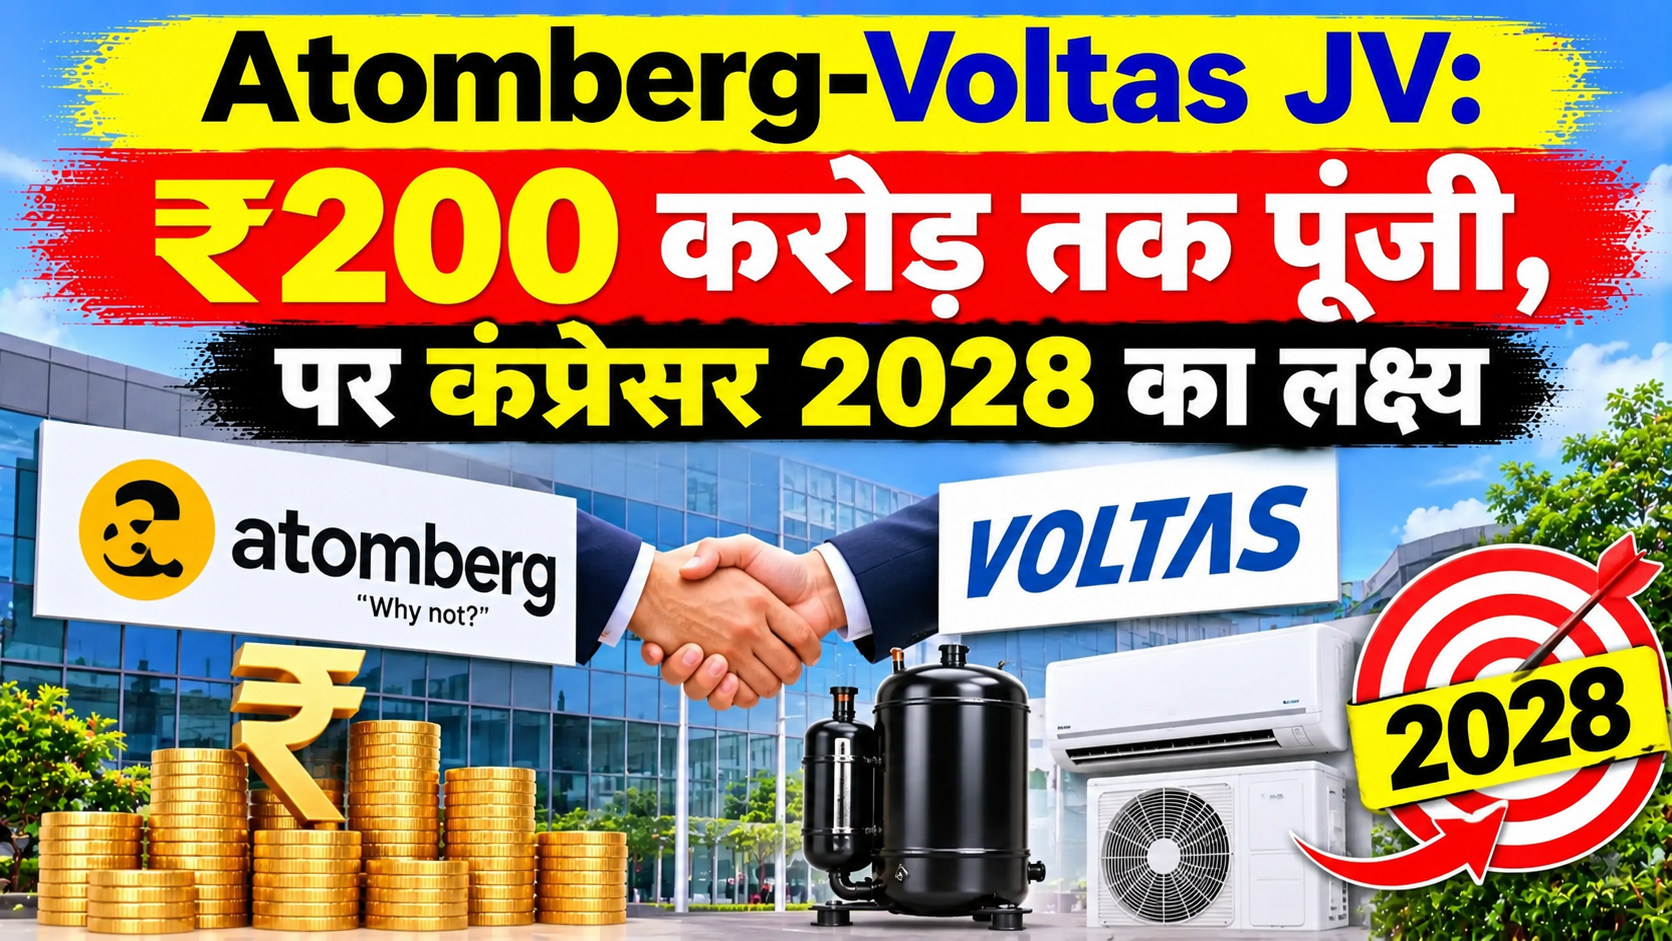 Atomberg-Voltas JV:
₹200 करोड़ तक पूंजी,
पर कंप्रेसर 2028 का लक्ष्य
atomberg
“Why not?”
VOLTAS
2028